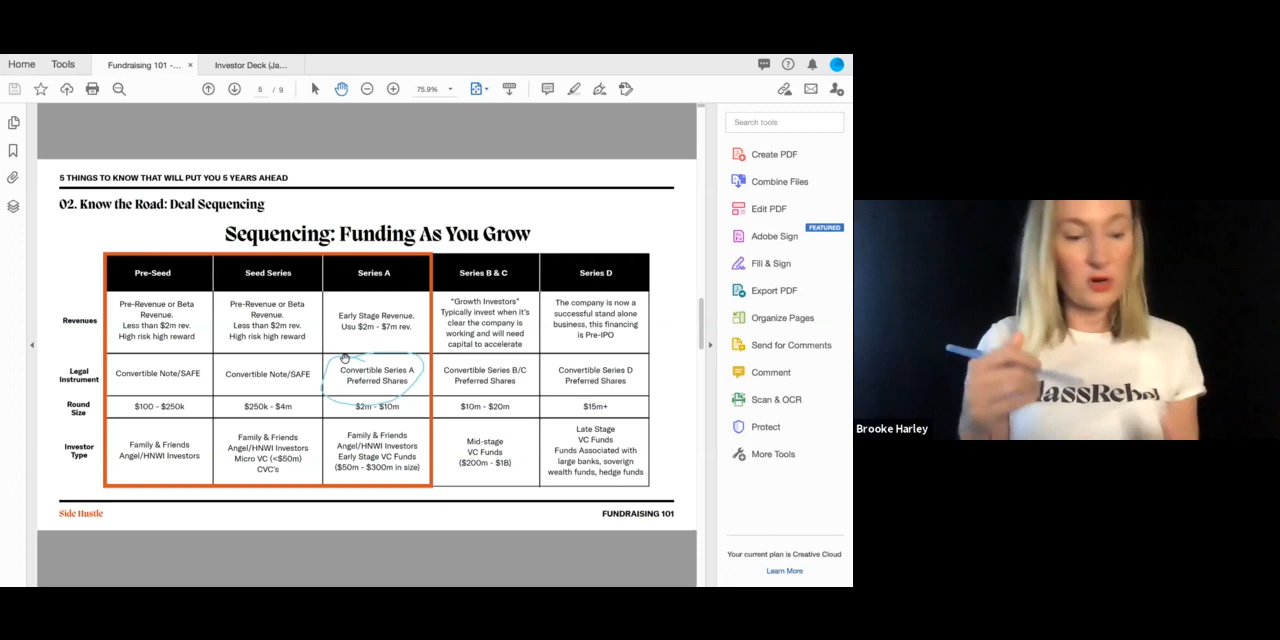 Home Tools Fundraising 101 -... × Investor Deck (Ja...
5 / 9 75.9%
5 THINGS TO KNOW THAT WILL PUT YOU 5 YEARS AHEAD
02. Know the Road: Deal Sequencing
Sequencing: Funding As You Grow
Pre-Seed Seed Series Series A Series B & C Series D
Revenues
Pre-Revenue or Beta
Revenue.
Less than $2m rev.
High risk high reward
Pre-Revenue or Beta
Revenue.
Less than $2m rev.
High risk high reward
Early Stage Revenue.
Usu $2m - $7m rev.
"Growth Investors"
Typically invest when it's
clear the company is
working and will need
capital to accelerate
The company is now a
successful stand alone
business, this financing
is Pre-IPO
Legal
Instrument
Convertible Note/SAFE
Convertible Note/SAFE
Convertible Series A
Preferred Shares
Convertible Series B/C
Preferred Shares
Convertible Series D
Preferred Shares
Round
Size
$100 - $250k
$250k - $4m
$2m - $10m
$10m - $20m
$15m+
Investor
Type
Family & Friends
Angel/HNWI Investors
Family & Friends
Angel/HNWI Investors
Micro VC (<$50m)
CVC's
Family & Friends
Angel/HNWI Investors
Early Stage VC Funds
($50m - $300m in size)
Mid-stage
VC Funds
($200m - $1B)
Late Stage
VC Funds
Funds Associated with
large banks, soverign
wealth funds, hedge funds
Side Hustle
FUNDRAISING 101
Search tools
Create PDF
Combine Files
Edit PDF
FEATURED
Adobe Sign
Fill & Sign
Export PDF
Organize Pages
Send for Comments
Comment
Scan & OCR
Protect
More Tools
Your current plan is Creative Cloud
Learn More
Brooke Harley